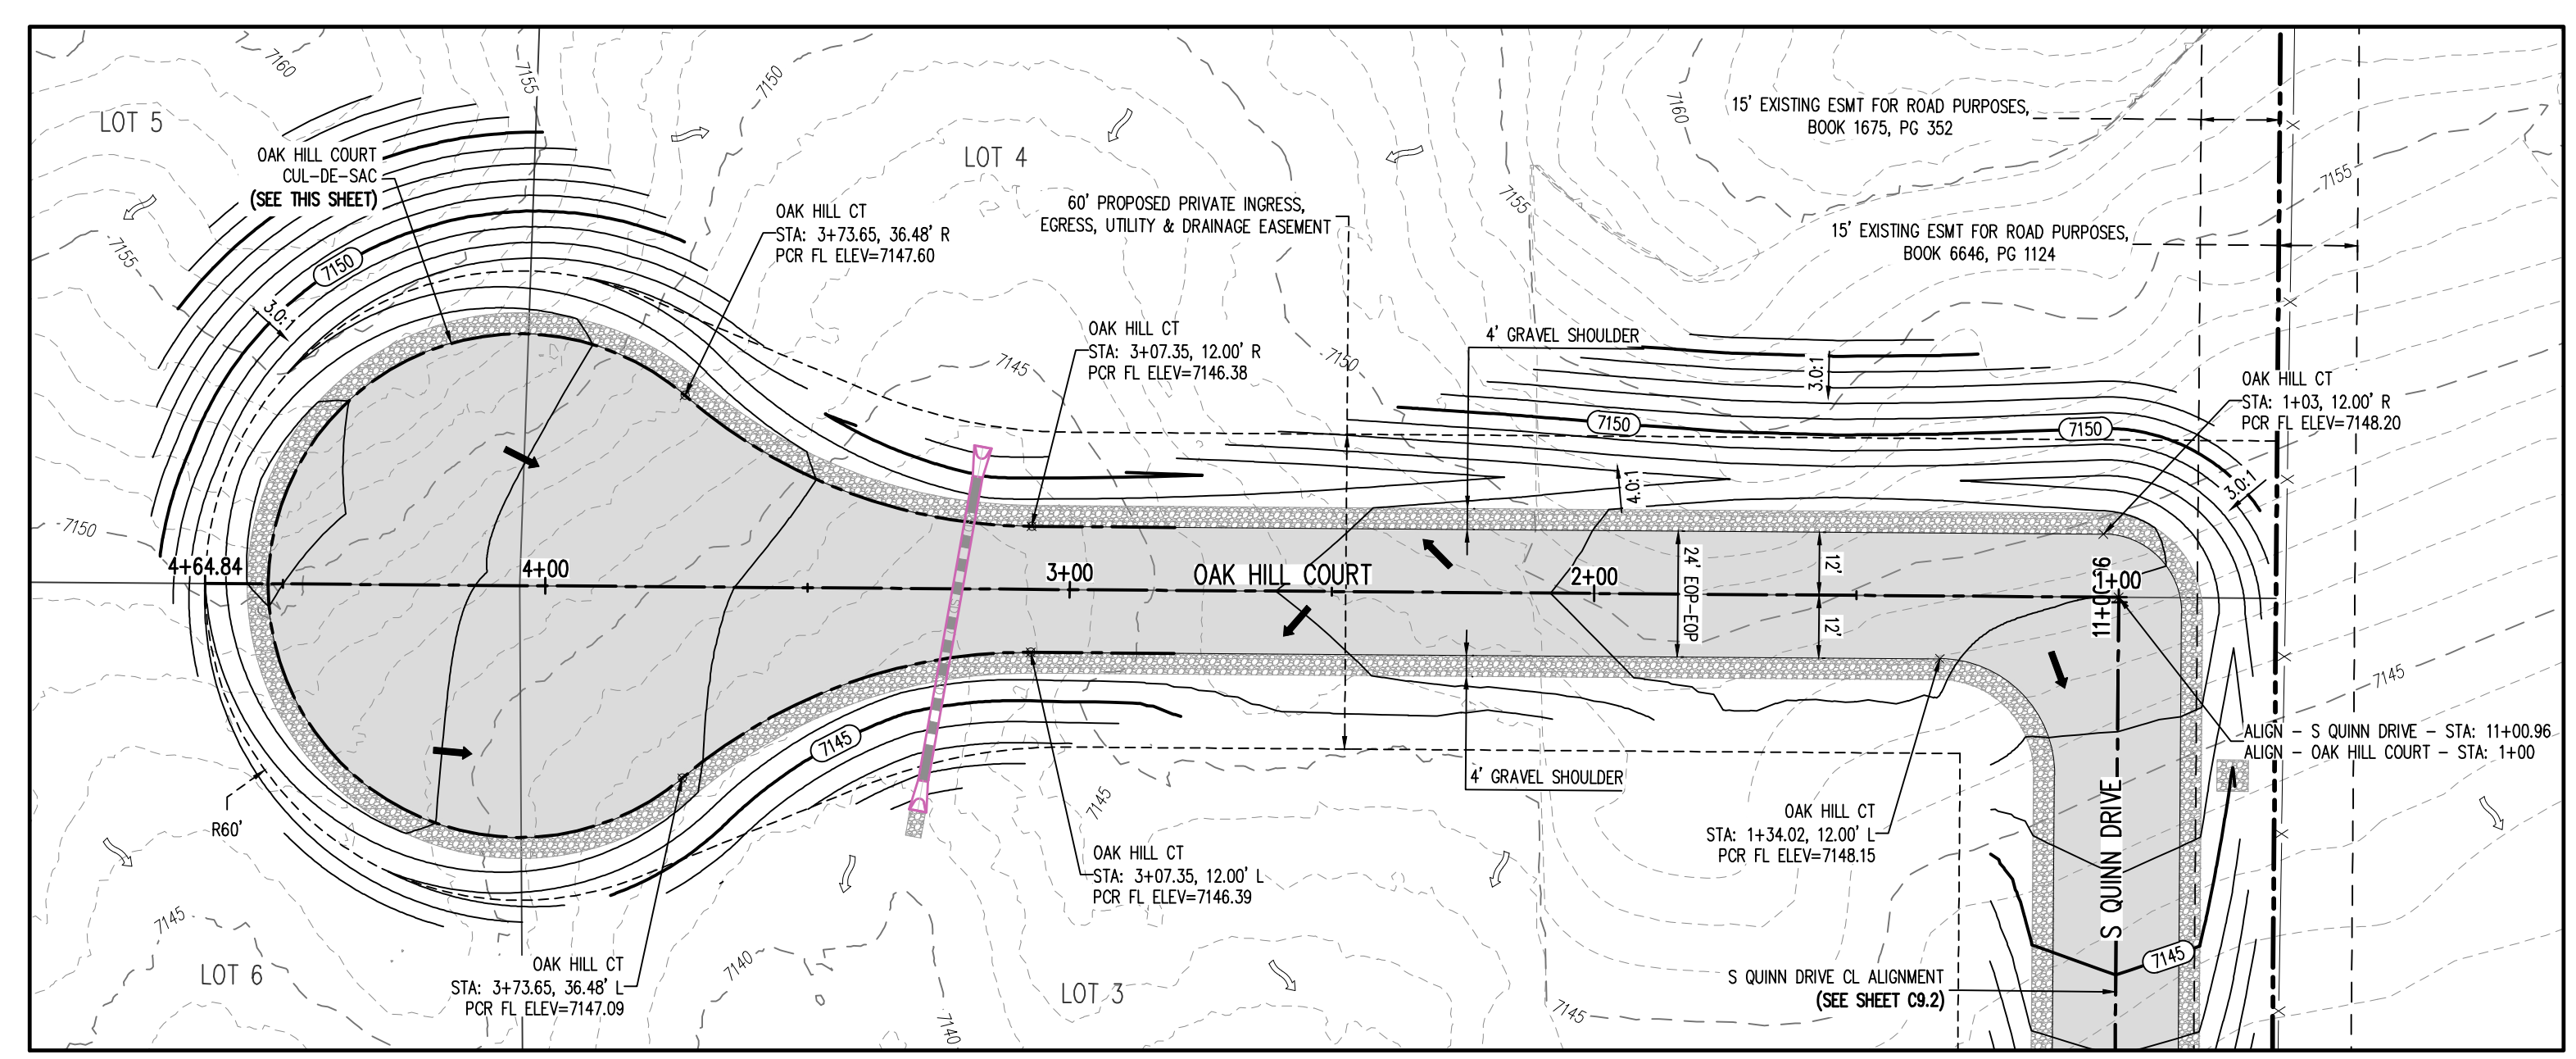 7160
7155
7150
LOT 5
OAK HILL COURT
CUL-DE-SAC
(SEE THIS SHEET)
7155
7150
3.0:1
OAK HILL CT
STA: 3+73.65, 36.48' R
PCR FL ELEV=7147.60
LOT 4
60' PROPOSED PRIVATE INGRESS,
EGRESS, UTILITY & DRAINAGE EASEMENT
OAK HILL CT
STA: 3+07.35, 12.00' R
PCR FL ELEV=7146.38
7145
7150
4' GRAVEL SHOULDER
7155
7160
15' EXISTING ESMT FOR ROAD PURPOSES,
BOOK 1675, PG 352
15' EXISTING ESMT FOR ROAD PURPOSES,
BOOK 6646, PG 1124
7155
3.0:1
7150
7150
4.0:1
3.0:1
OAK HILL CT
STA: 1+03, 12.00' R
PCR FL ELEV=7148.20
7150
4+64.84
4+00
3+00
OAK HILL COURT
2+00
24' EOP-EOP
12'
12'
1+00
7145
ALIGN - S QUINN DRIVE - STA: 11+00.96
ALIGN - OAK HILL COURT - STA: 1+00
S QUINN DRIVE
7145
R60'
7145
7145
4' GRAVEL SHOULDER
OAK HILL CT
STA: 3+07.35, 12.00' L
PCR FL ELEV=7146.39
OAK HILL CT
STA: 1+34.02, 12.00' L
PCR FL ELEV=7148.15
7145
LOT 6
OAK HILL CT
STA: 3+73.65, 36.48' L
PCR FL ELEV=7147.09
7140
7140
LOT 3
7145
S QUINN DRIVE CL ALIGNMENT
(SEE SHEET C9.2)